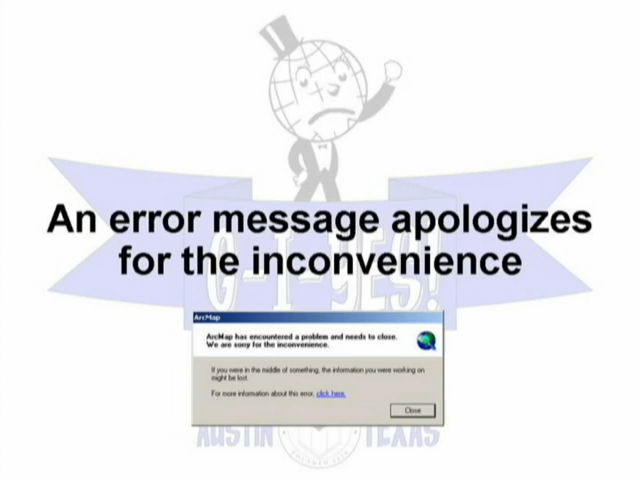 An error message apologizes
for the inconvenience
G-I-YES!
ArcMap
ArcMap has encountered a problem and needs to close.
We are sorry for the inconvenience.
If you were in the middle of something, the information you were working on
might be lost.
For more information about this error, click here.
Close
AUSTIN TEXAS